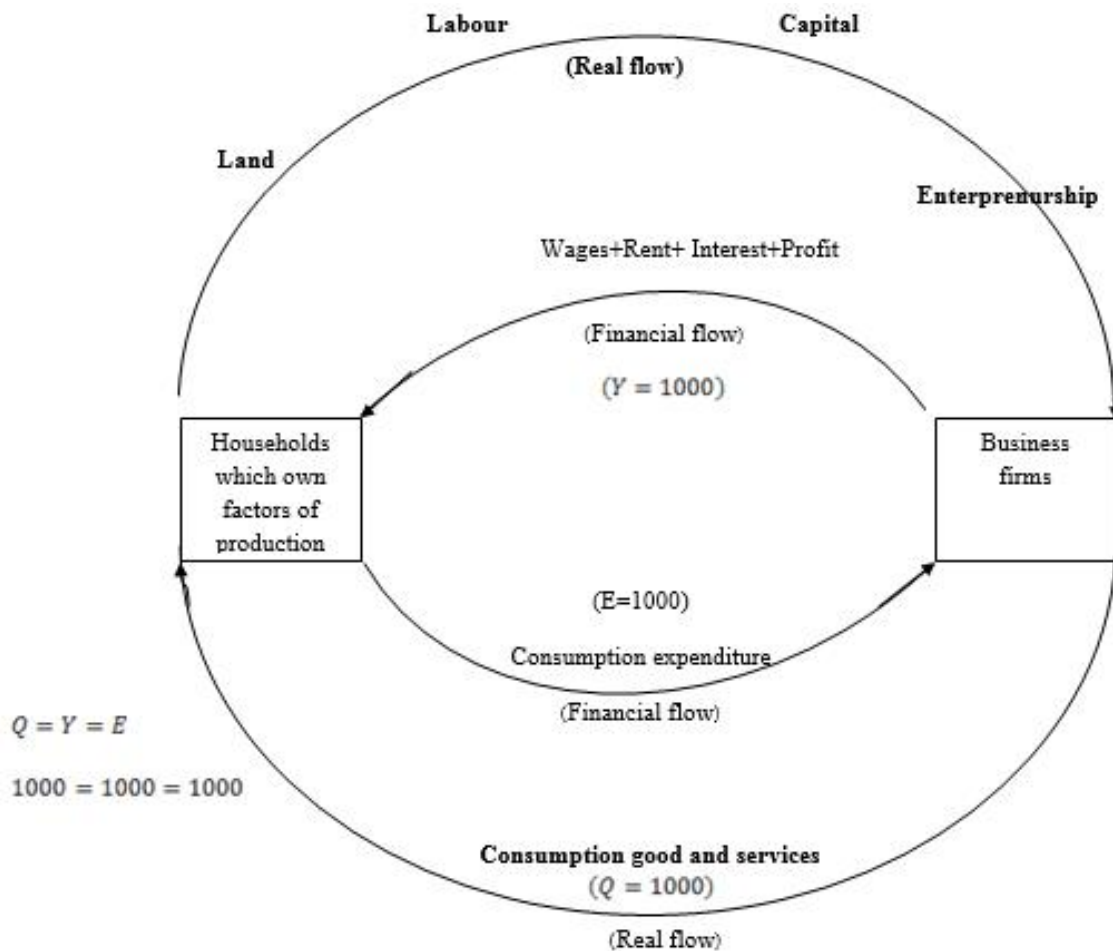 Labour Capital
(Real flow)
Land
Enterprenurship
Wages+Rent+ Interest+Profit
(Financial flow)
(Y = 1000)
Households
which own
factors of
production
Business
firms
(E=1000)
Consumption expenditure
(Financial flow)
Q = Y = E
1000 = 1000 = 1000
Consumption good and services
(Q = 1000)
(Real flow)